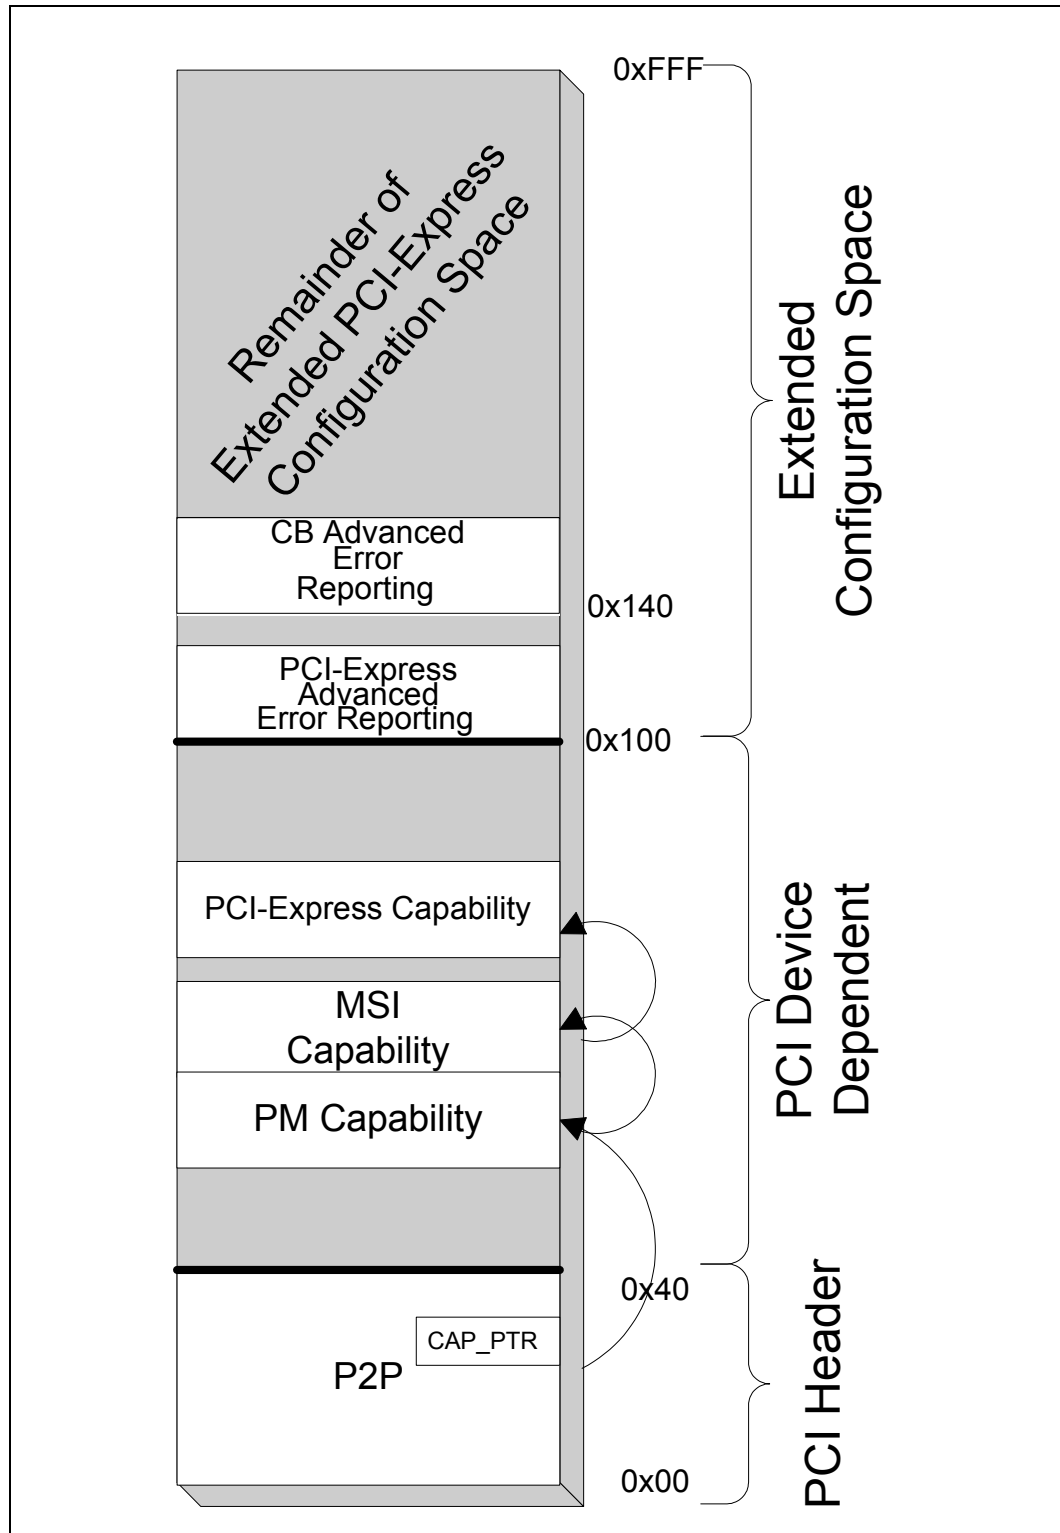 0xFFF
Remainder of
Extended PCI-Express
Configuration Space
Extended
Configuration Space
CB Advanced
Error
Reporting
0x140
PCI-Express
Advanced
Error Reporting
0x100
PCI-Express Capability
MSI
Capability
PM Capability
PCI Device
Dependent
0x40
CAP_PTR
P2P
PCI Header
0x00